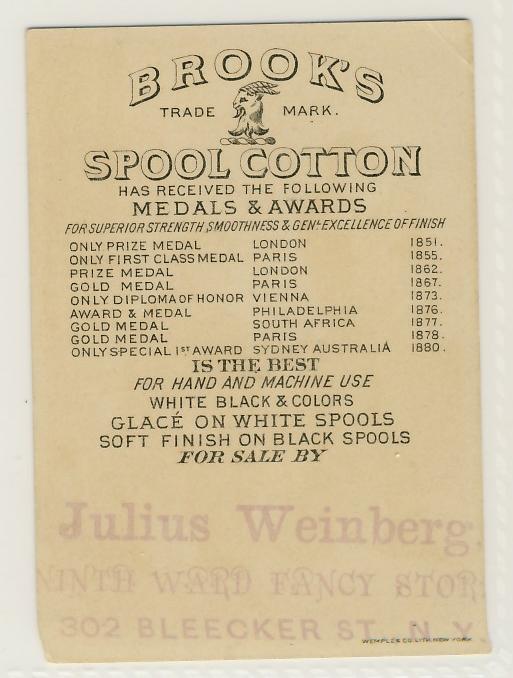 BROOK'S
TRADE MARK.
SPOOL COTTON
HAS RECEIVED THE FOLLOWING
MEDALS & AWARDS
FOR SUPERIOR STRENGTH, SMOOTHNESS & GENL EXCELLENCE OF FINISH
ONLY PRIZE MEDAL LONDON 1851.
ONLY FIRST CLASS MEDAL PARIS 1855.
PRIZE MEDAL LONDON 1862.
GOLD MEDAL PARIS 1867.
ONLY DIPLOMA OF HONOR VIENNA 1873.
AWARD & MEDAL PHILADELPHIA 1876.
GOLD MEDAL SOUTH AFRICA 1877.
GOLD MEDAL PARIS 1878.
ONLY SPECIAL 1ST AWARD SYDNEY AUSTRALIA 1880.
IS THE BEST
FOR HAND AND MACHINE USE
WHITE BLACK & COLORS
GLACÉ ON WHITE SPOOLS
SOFT FINISH ON BLACK SPOOLS
FOR SALE BY
Julius Weinberg,
NINTH WARD FANCY STOR
302 BLEECKER ST. N. Y.
WEMPLE & CO. LITH. NEW YORK